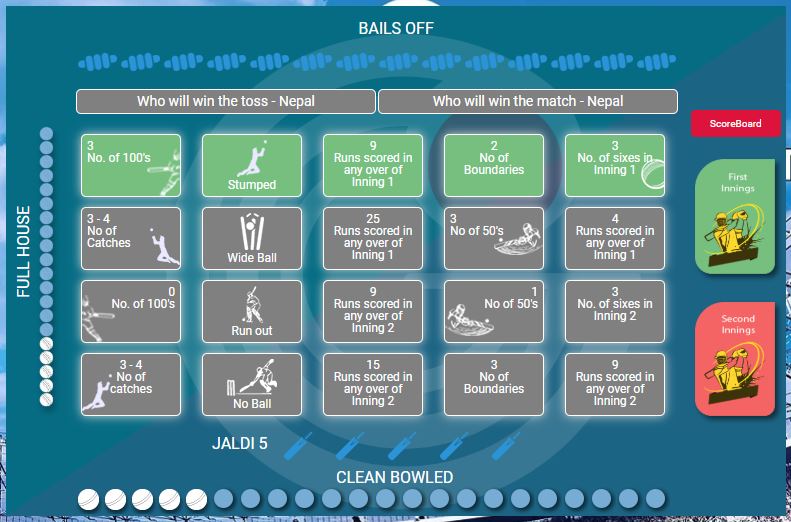 BAILS OFF
Who will win the toss - Nepal
Who will win the match - Nepal
ScoreBoard
FULL HOUSE
3
No. of 100's
Stumped
9
Runs scored in
any over of
Inning 1
2
No of
Boundaries
3
No. of sixes in
Inning 1
First
Innings
3 - 4
No of
Catches
Wide Ball
25
Runs scored in
any over of
Inning 1
3
No of 50's
4
Runs scored in
any over of
Inning 1
0
No. of 100's
Run out
9
Runs scored in
any over of
Inning 2
1
No of 50's
3
No. of sixes in
Inning 2
Second
Innings
3 - 4
No of
catches
No Ball
15
Runs scored in
any over of
Inning 2
3
No of
Boundaries
9
Runs scored in
any over of
Inning 2
JALDI 5
CLEAN BOWLED